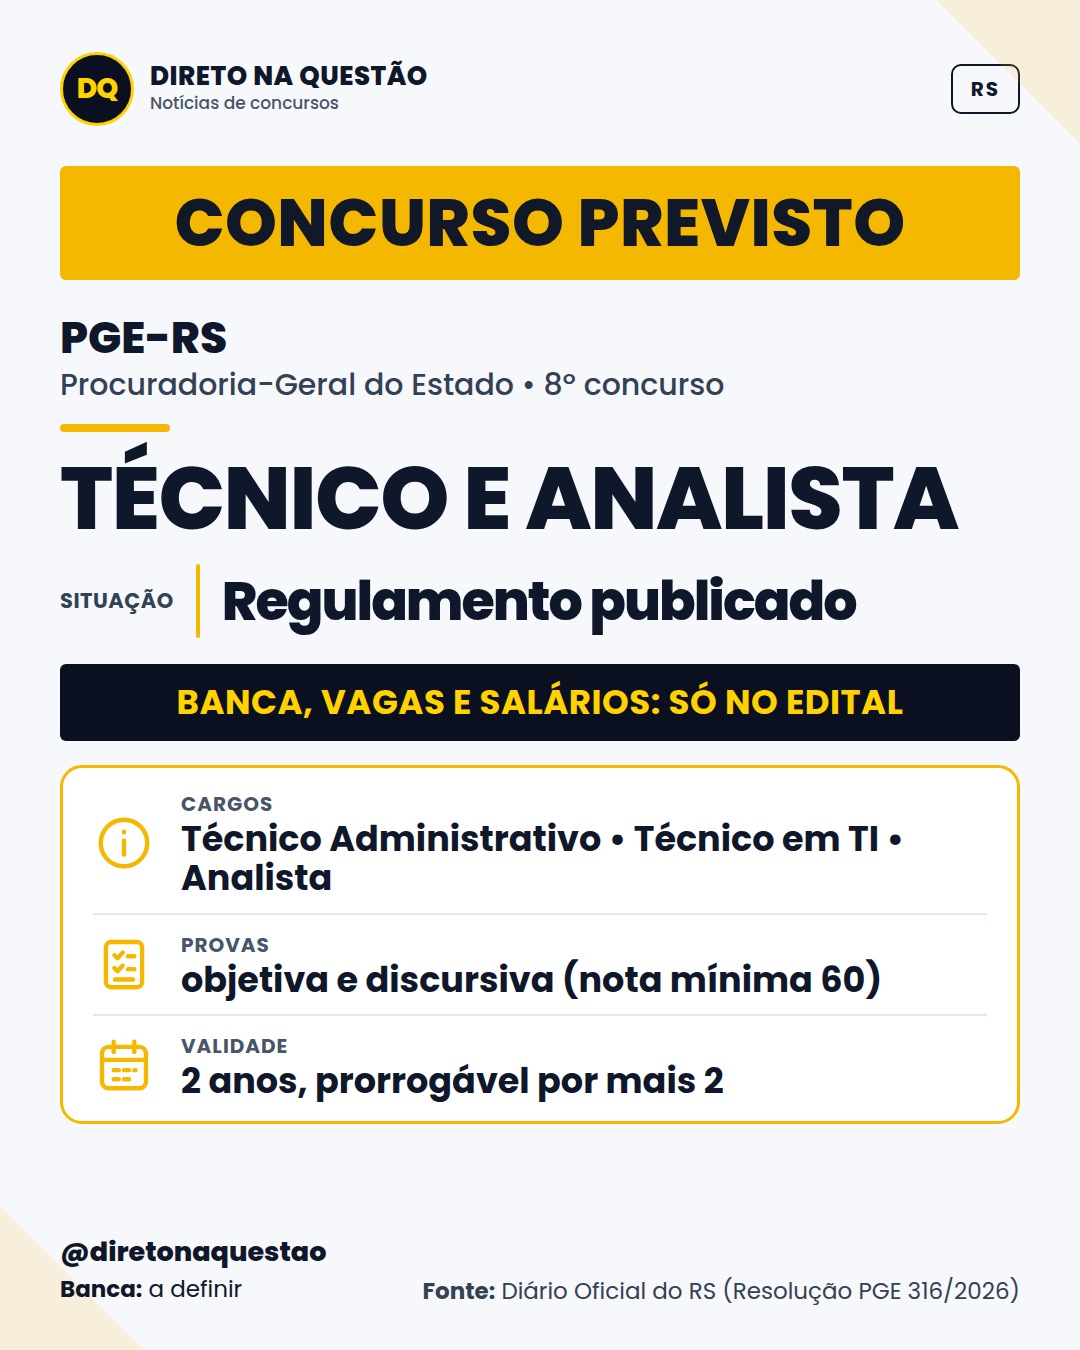 DQ
DIRETO NA QUESTÃO
Notícias de concursos
RS
CONCURSO PREVISTO
PGE-RS
Procuradoria-Geral do Estado • 8º concurso
TÉCNICO E ANALISTA
SITUAÇÃO
Regulamento publicado
BANCA, VAGAS E SALÁRIOS: SÓ NO EDITAL
CARGOS
Técnico Administrativo • Técnico em TI •
Analista
PROVAS
objetiva e discursiva (nota mínima 60)
VALIDADE
2 anos, prorrogável por mais 2
@diretonaquestao
Banca: a definir
Fonte: Diário Oficial do RS (Resolução PGE 316/2026)